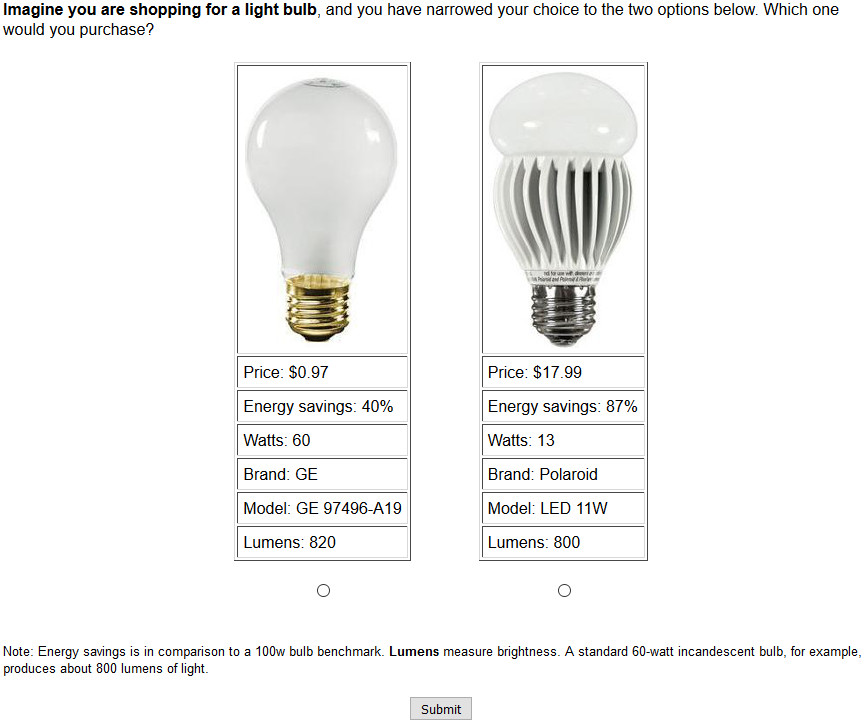 Imagine you are shopping for a light bulb, and you have narrowed your choice to the two options below. Which one
would you purchase?
Price: $0.97
Energy savings: 40%
Watts: 60
Brand: GE
Model: GE 97496-A19
Lumens: 820
Price: $17.99
Energy savings: 87%
Watts: 13
Brand: Polaroid
Model: LED 11W
Lumens: 800
Note: Energy savings is in comparison to a 100w bulb benchmark. Lumens measure brightness. A standard 60-watt incandescent bulb, for example,
produces about 800 lumens of light.
Submit